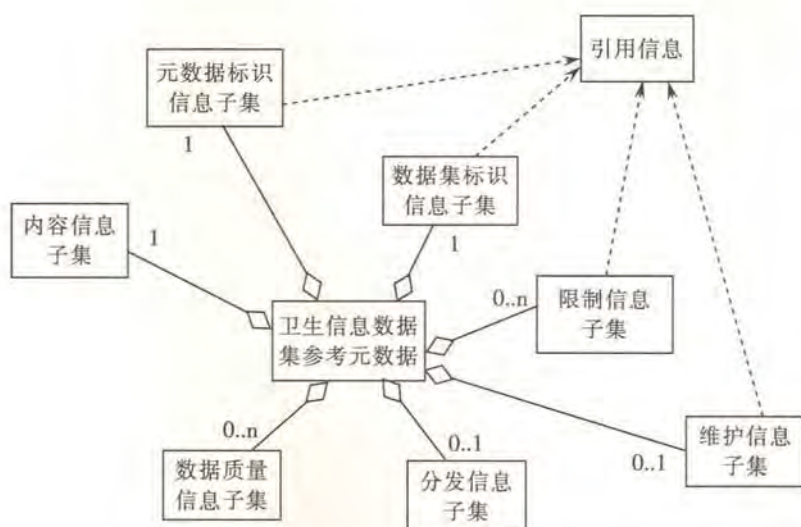 元数据标识
信息子集
引用信息
1
数据集标识
信息子集
1
内容信息
子集
1
限制信息
子集
0..n
卫生信息数据
集参考元数据
维护信息
子集
0..1
数据质量
信息子集
0..n
分发信息
子集
0..1